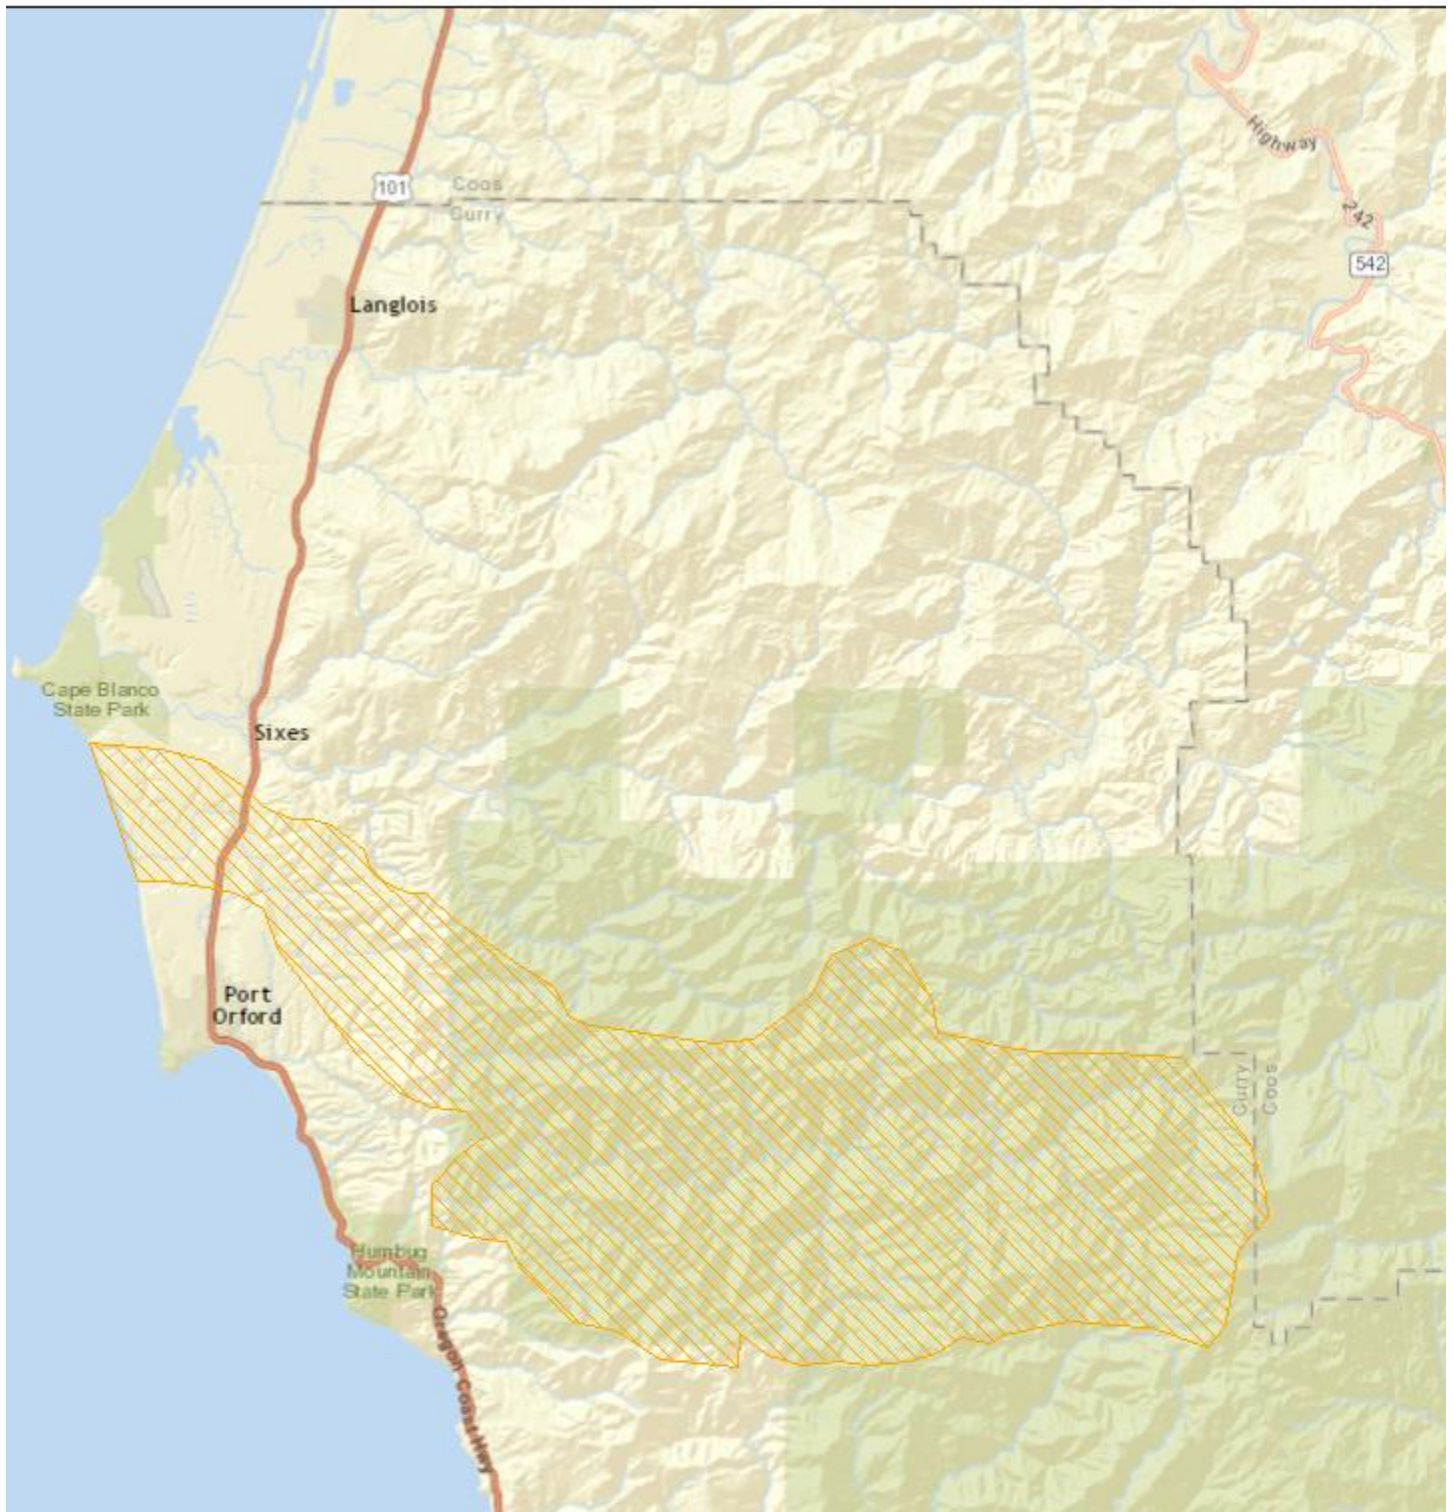 Highway
242
542
101
Coos
Curry
Langlois
Cape Blanco
State Park
Sixes
Port
Orford
Curry
Coos
Humbug
Mountain
State Park
Oregon Coast Hwy